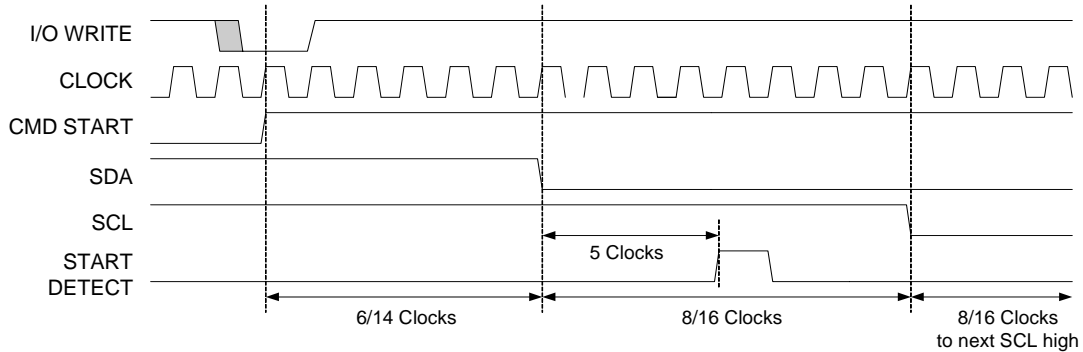 I/O WRITE
CLOCK
CMD START
SDA
SCL
5 Clocks
START
DETECT
6/14 Clocks
8/16 Clocks
8/16 Clocks
to next SCL high